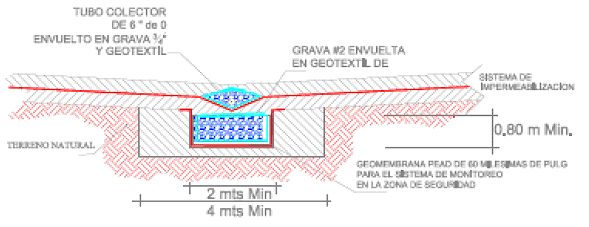 TUBO COLECTOR
DE 6 " de 0
ENVUELTO EN GRAVA ¾"
Y GEOTEXTÍL
GRAVA #2 ENVUELTA
EN GEOTEXTÍL DE
SISTEMA DE
IMPERMEABILIZACION
0.80 m Min.
TERRENO NATURAL
GEOMEMBRANA PEAD DE 60 MILESIMAS DE PULG
PARA EL SISTEMA DE MONITOREO
EN LA ZONA DE SEGURIDAD
2 mts Min
4 mts Min